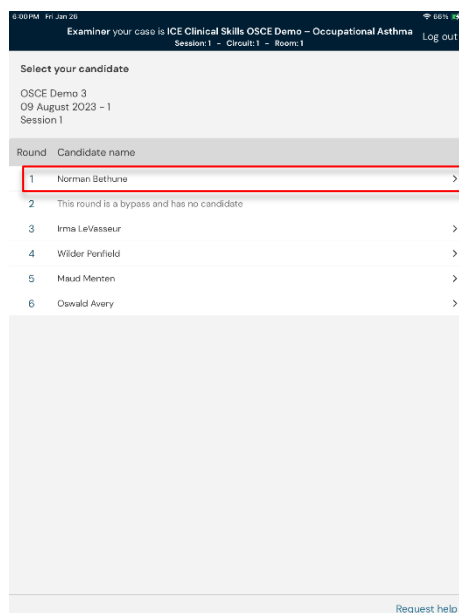 6:00 PM Fri Jan 26 66%
Examiner your case is ICE Clinical Skills OSCE Demo – Occupational Asthma
Log out
Session: 1 - Circuit: 1 - Room: 1
Select your candidate
OSCE Demo 3
09 August 2023 - 1
Session 1
Round Candidate name
1 Norman Bethune
2 This round is a bypass and has no candidate
3 Irma LeVasseur
4 Wilder Penfield
5 Maud Menten
6 Oswald Avery
Request help